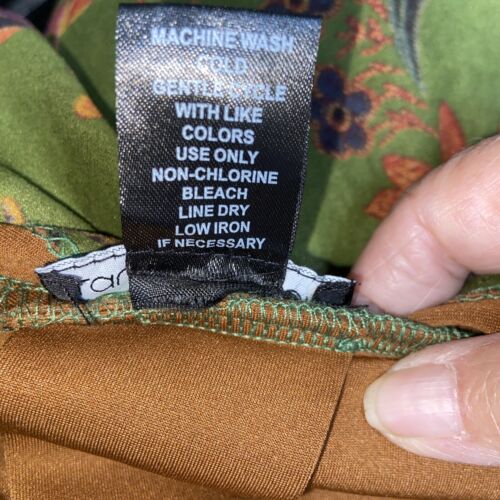 MACHINE WASH
COLD
GENTLE CYCLE
WITH LIKE
COLORS
USE ONLY
NON-CHLORINE
BLEACH
LINE DRY
LOW IRON
IF NECESSARY